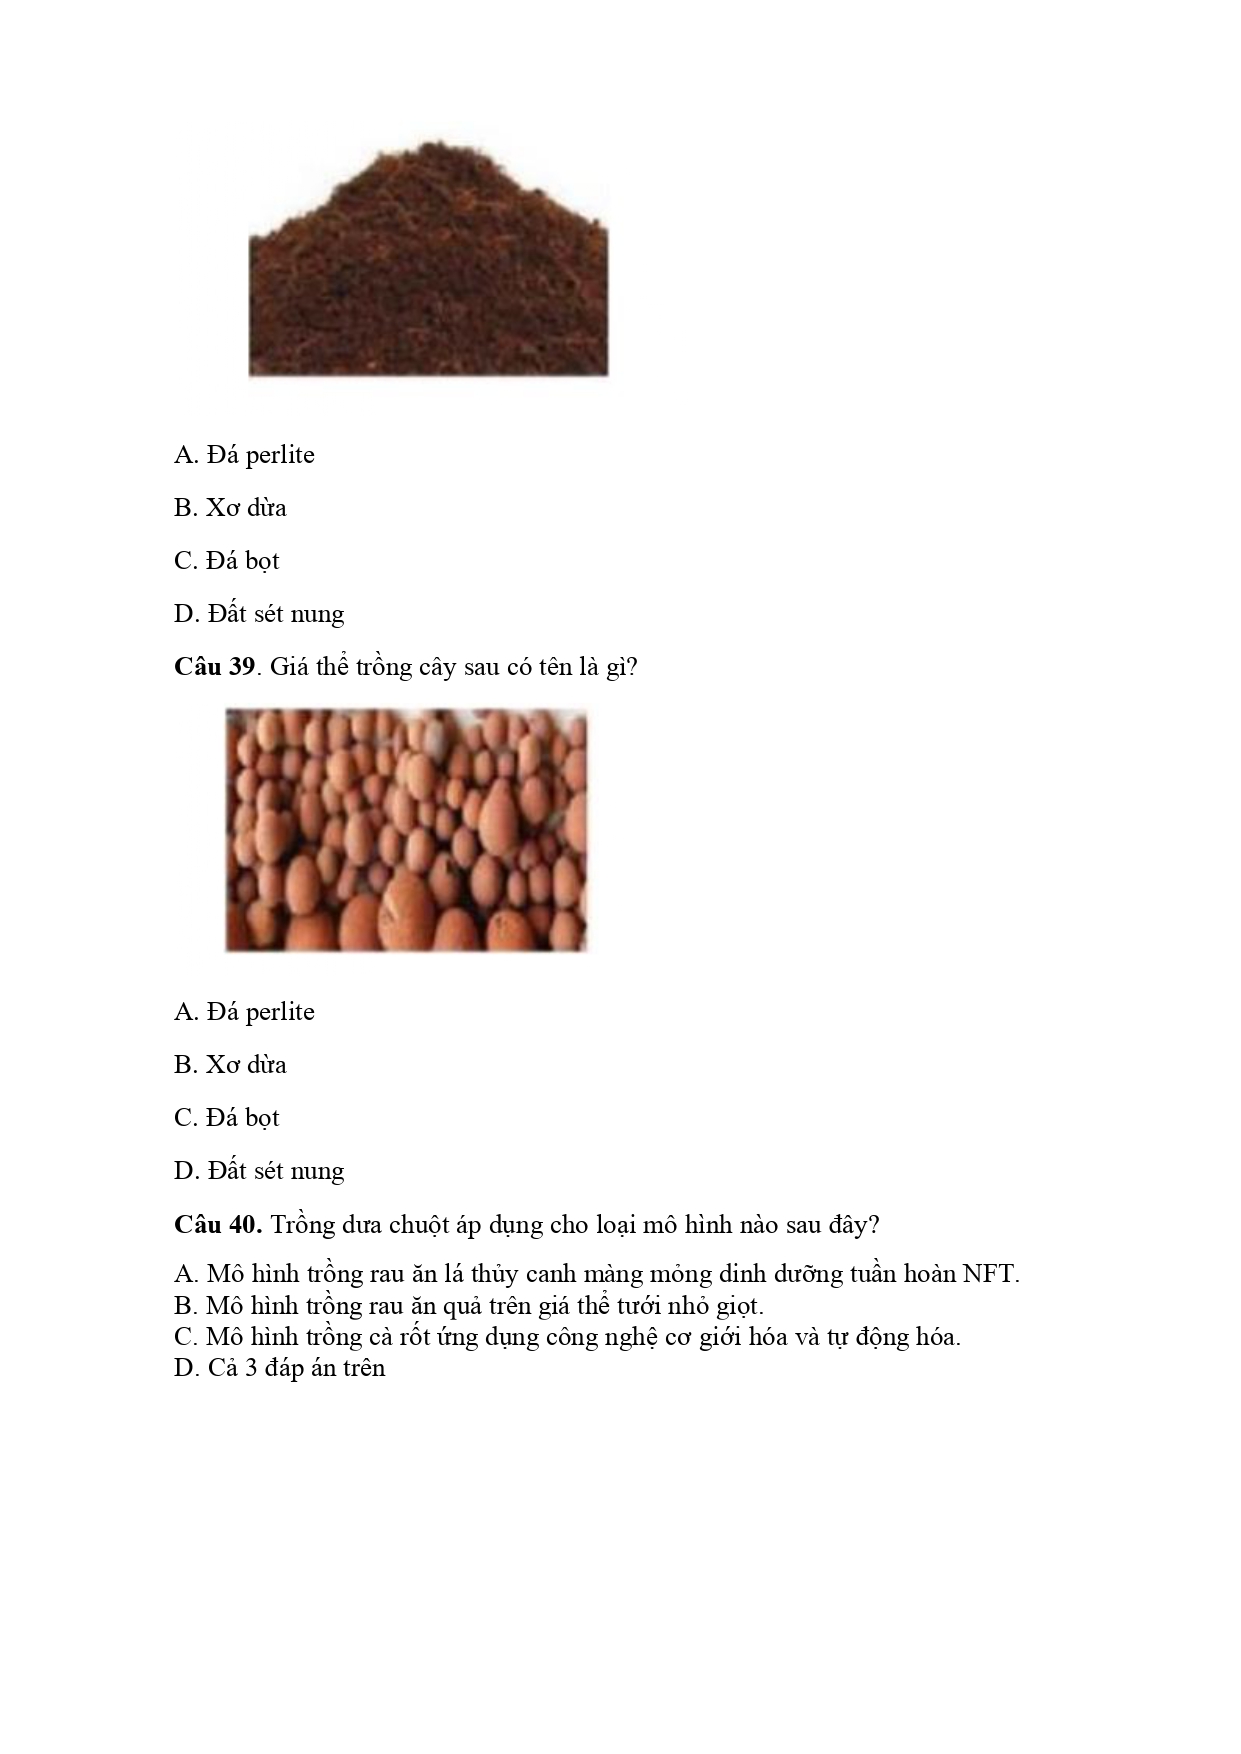 A. Đá perlite
B. Xơ dừa
C. Đá bọt
D. Đất sét nung
Câu 39. Giá thể trồng cây sau có tên là gì?
A. Đá perlite
B. Xơ dừa
C. Đá bọt
D. Đất sét nung
Câu 40. Trồng dưa chuột áp dụng cho loại mô hình nào sau đây?
A. Mô hình trồng rau ăn lá thủy canh màng mỏng dinh dưỡng tuần hoàn NFT.
B. Mô hình trồng rau ăn quả trên giá thể tưới nhỏ giọt.
C. Mô hình trồng cà rốt ứng dụng công nghệ cơ giới hóa và tự động hóa.
D. Cả 3 đáp án trên